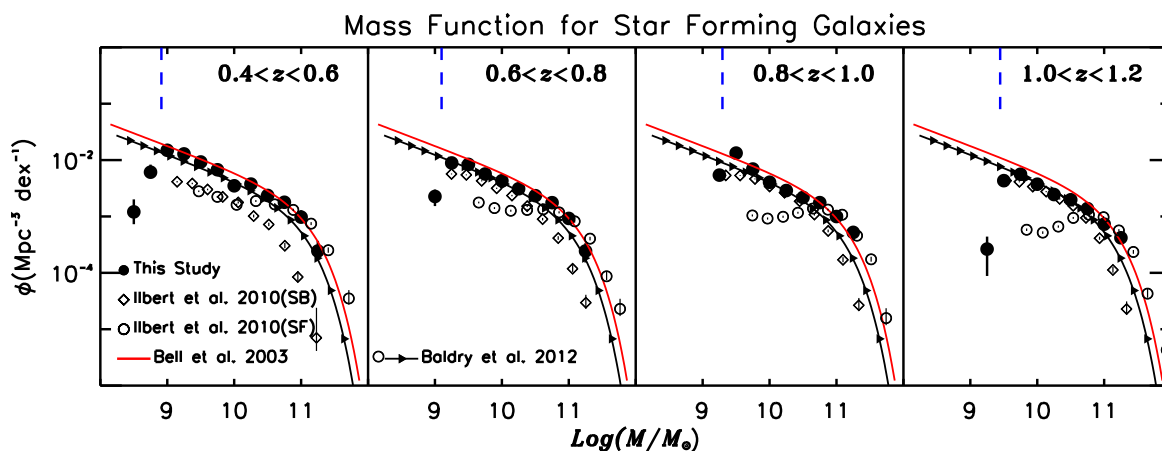 Mass Function for Star Forming Galaxies
0.4<z<0.6
0.6<z<0.8
0.8<z<1.0
1.0<z<1.2
ϕ(Mpc⁻³ dex⁻¹)
10⁻²
10⁻⁴
This Study
Ilbert et al. 2010(SB)
Ilbert et al. 2010(SF)
Bell et al. 2003
Baldry et al. 2012
9 10 11 9 10 11 9 10 11 9 10 11
Log(M/M☉)